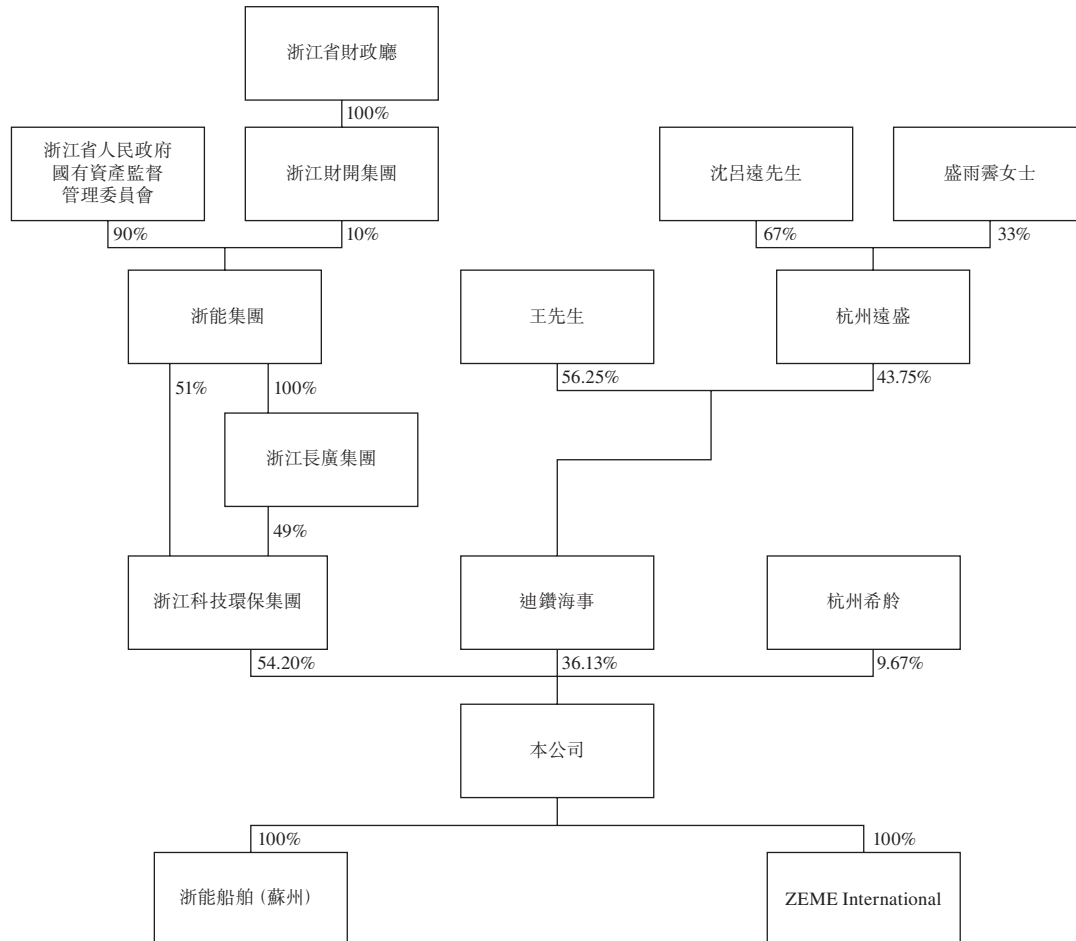 浙江省財政廳
100%
浙江省人民政府
國有資產監督
管理委員會
浙江財開集團
沈呂遠先生
盛雨霽女士
90%
10%
67%
33%
浙能集團
王先生
杭州遠盛
51%
100%
56.25%
43.75%
浙江長廣集團
49%
浙江科技環保集團
迪鑽海事
杭州希舲
54.20%
36.13%
9.67%
本公司
100%
100%
浙能船舶（蘇州）
ZEME International